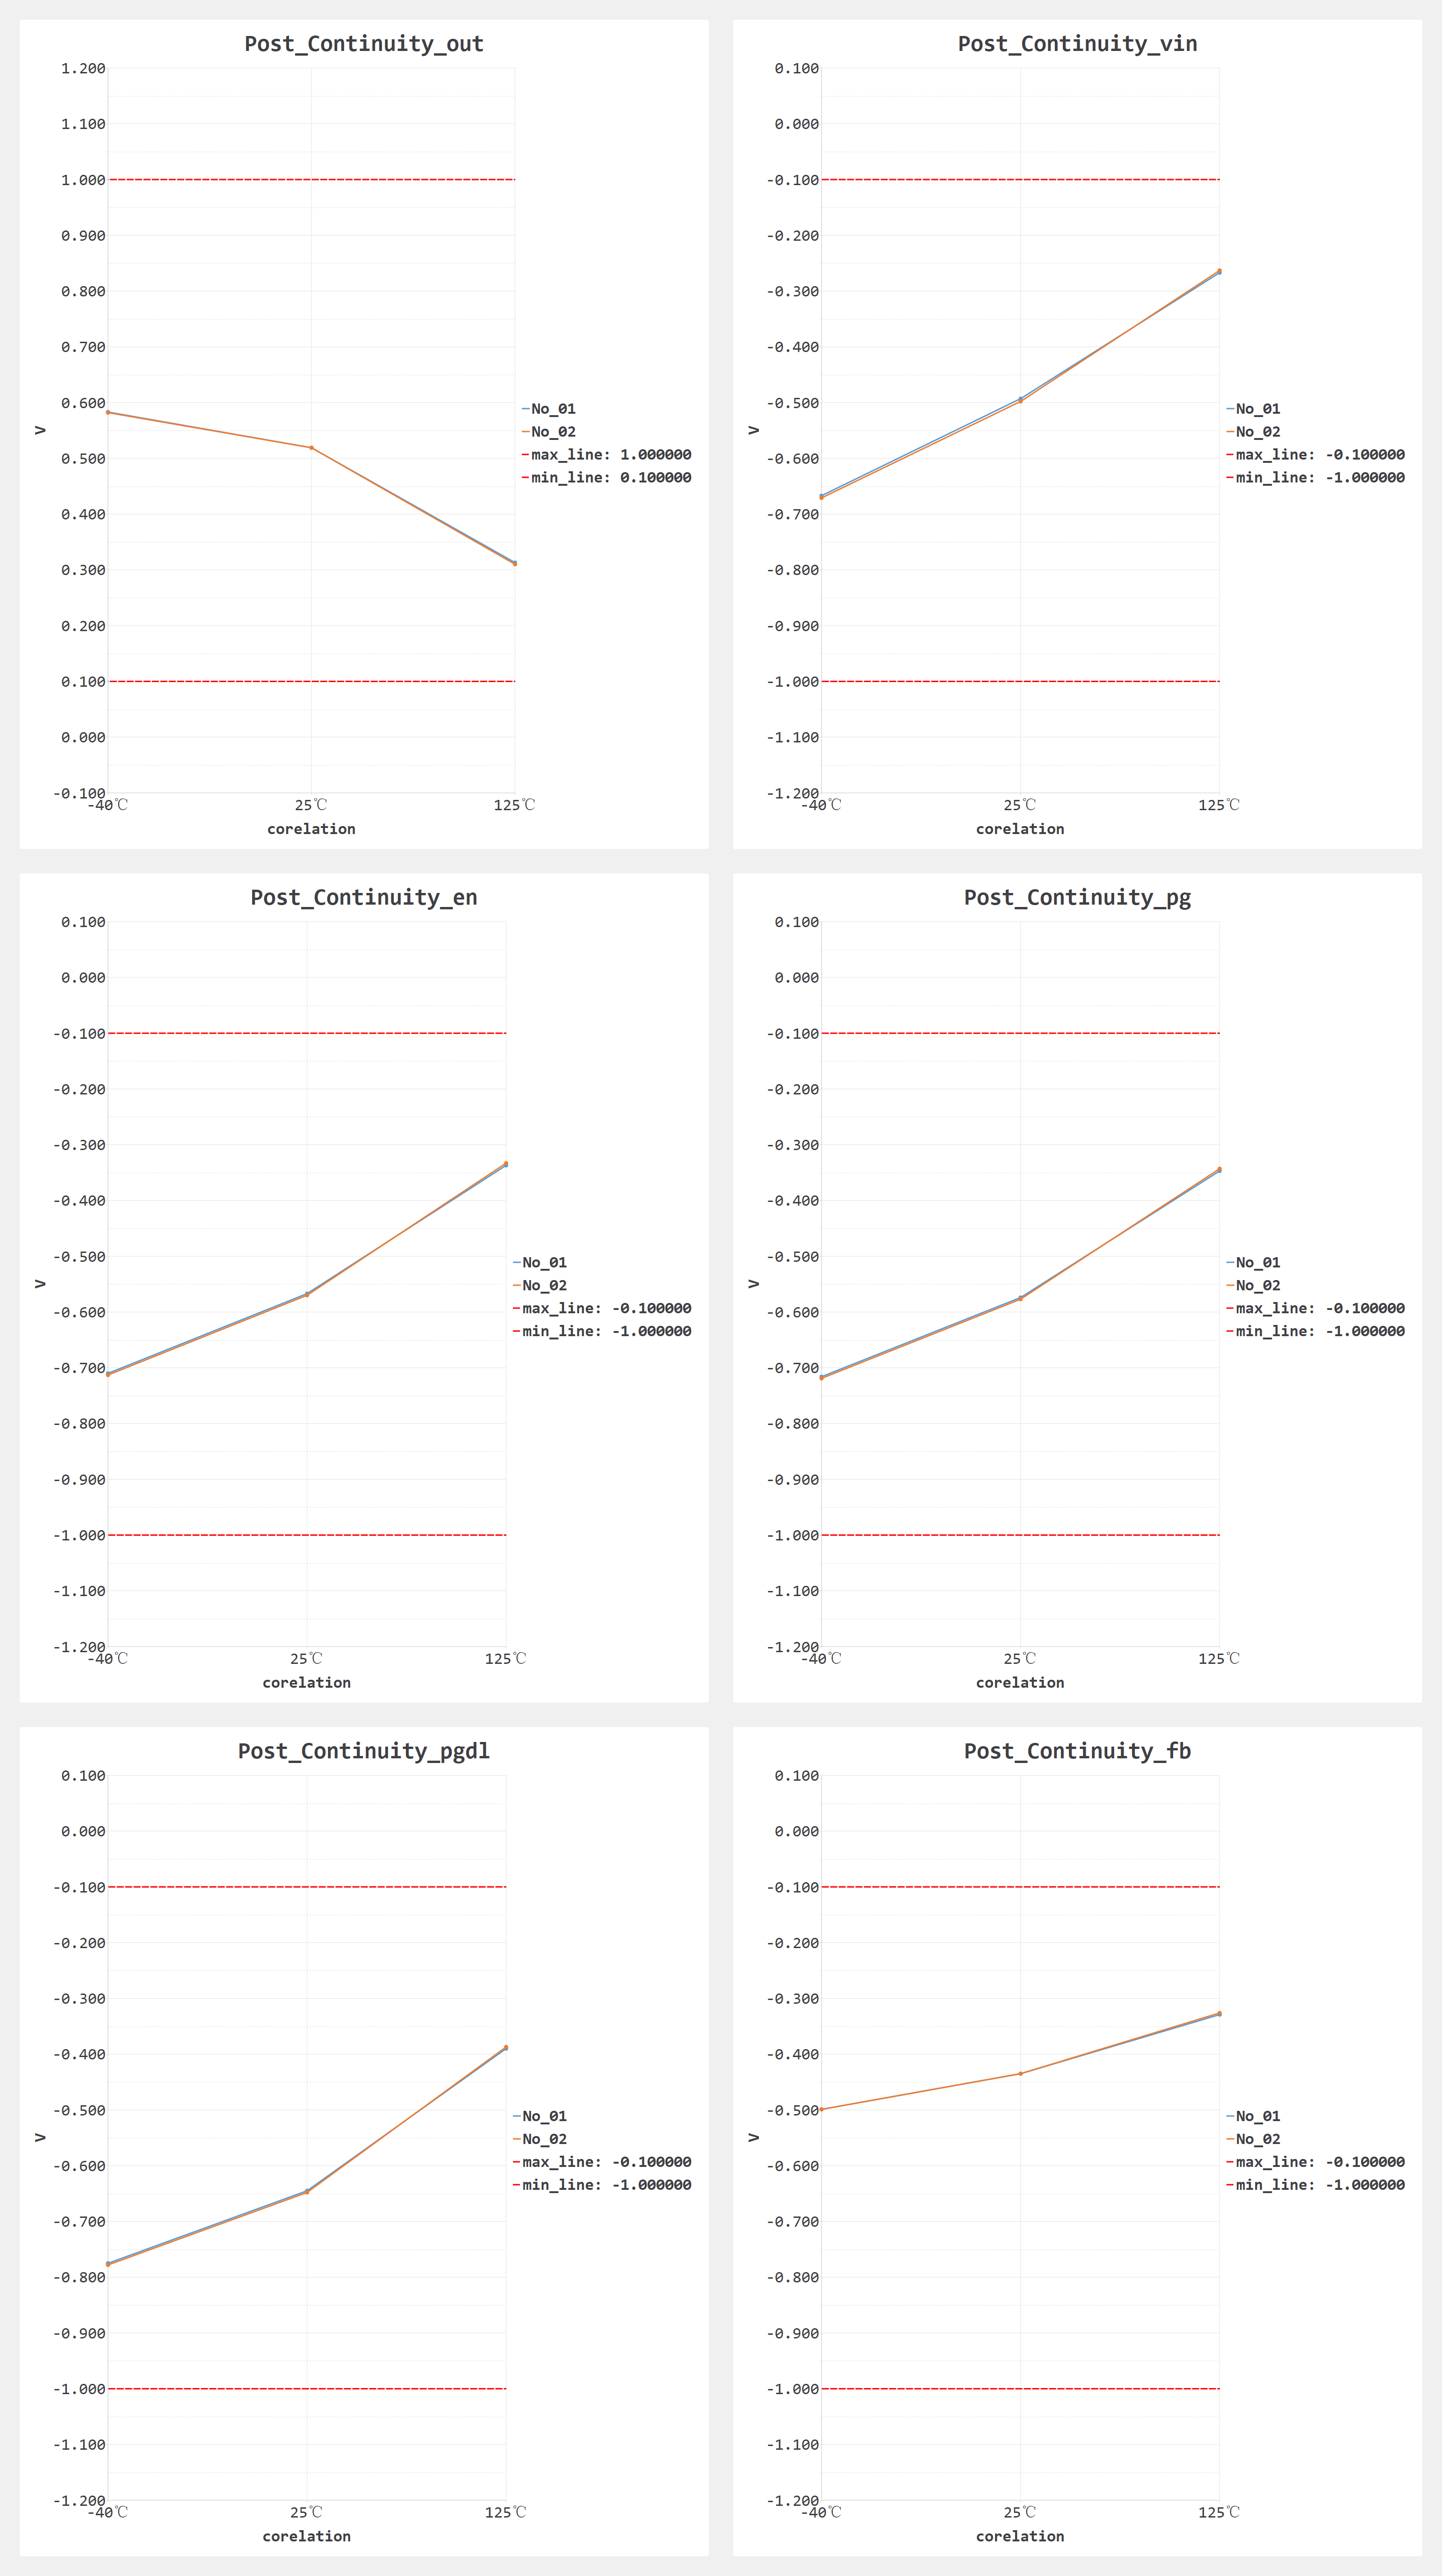 Post_Continuity_out
1.200
1.100
1.000
0.900
0.800
0.700
0.600
0.500
0.400
0.300
0.200
0.100
0.000
-0.100
V
-40℃ 25℃ 125℃
corelation
No_01
No_02
max_line: 1.000000
min_line: 0.100000
Post_Continuity_vin
0.100
0.000
-0.100
-0.200
-0.300
-0.400
-0.500
-0.600
-0.700
-0.800
-0.900
-1.000
-1.100
-1.200
V
-40℃ 25℃ 125℃
corelation
No_01
No_02
max_line: -0.100000
min_line: -1.000000
Post_Continuity_en
0.100
0.000
-0.100
-0.200
-0.300
-0.400
-0.500
-0.600
-0.700
-0.800
-0.900
-1.000
-1.100
-1.200
V
-40℃ 25℃ 125℃
corelation
No_01
No_02
max_line: -0.100000
min_line: -1.000000
Post_Continuity_pg
0.100
0.000
-0.100
-0.200
-0.300
-0.400
-0.500
-0.600
-0.700
-0.800
-0.900
-1.000
-1.100
-1.200
V
-40℃ 25℃ 125℃
corelation
No_01
No_02
max_line: -0.100000
min_line: -1.000000
Post_Continuity_pgdl
0.100
0.000
-0.100
-0.200
-0.300
-0.400
-0.500
-0.600
-0.700
-0.800
-0.900
-1.000
-1.100
-1.200
V
-40℃ 25℃ 125℃
corelation
No_01
No_02
max_line: -0.100000
min_line: -1.000000
Post_Continuity_fb
0.100
0.000
-0.100
-0.200
-0.300
-0.400
-0.500
-0.600
-0.700
-0.800
-0.900
-1.000
-1.100
-1.200
V
-40℃ 25℃ 125℃
corelation
No_01
No_02
max_line: -0.100000
min_line: -1.000000